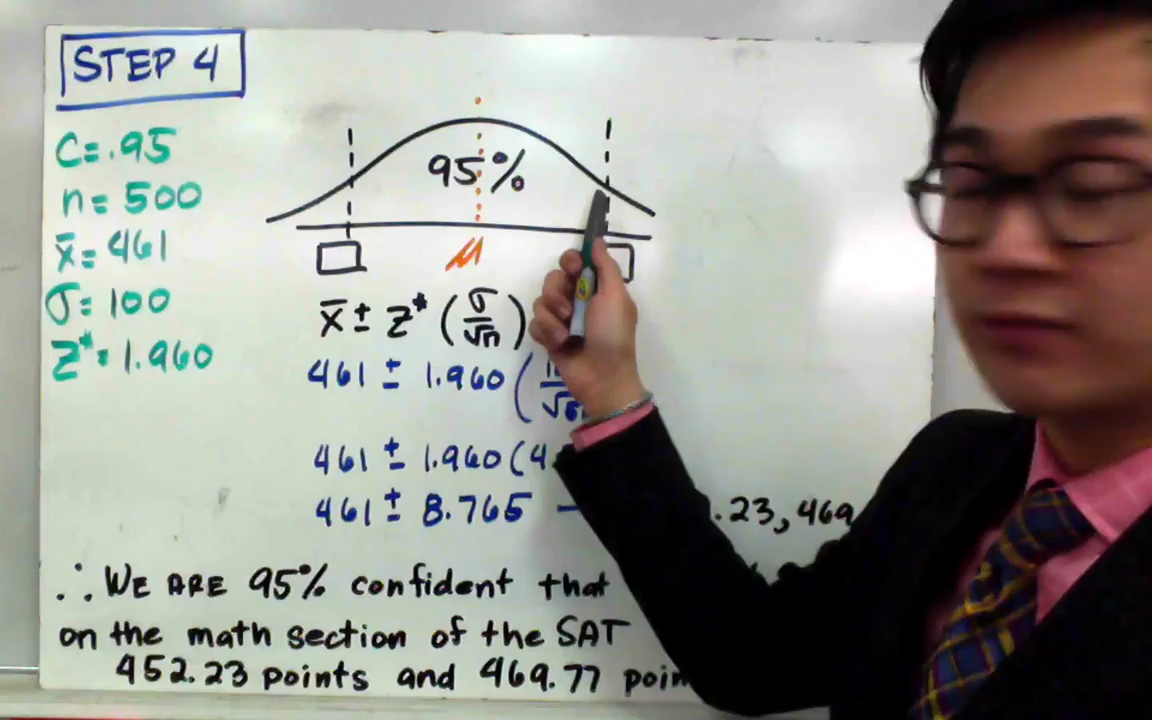 STEP 4
C = .95
n = 500
x̄ = 461
σ = 100
z* = 1.960
95%
μ
x̄ ± z* (σ/√n)
461 ± 1.960 (
461 ± 1.960 (4.
461 ± 8.765 .23, 469
∴ WE ARE 95% confident that
on the math section of the SAT
452.23 points and 469.77